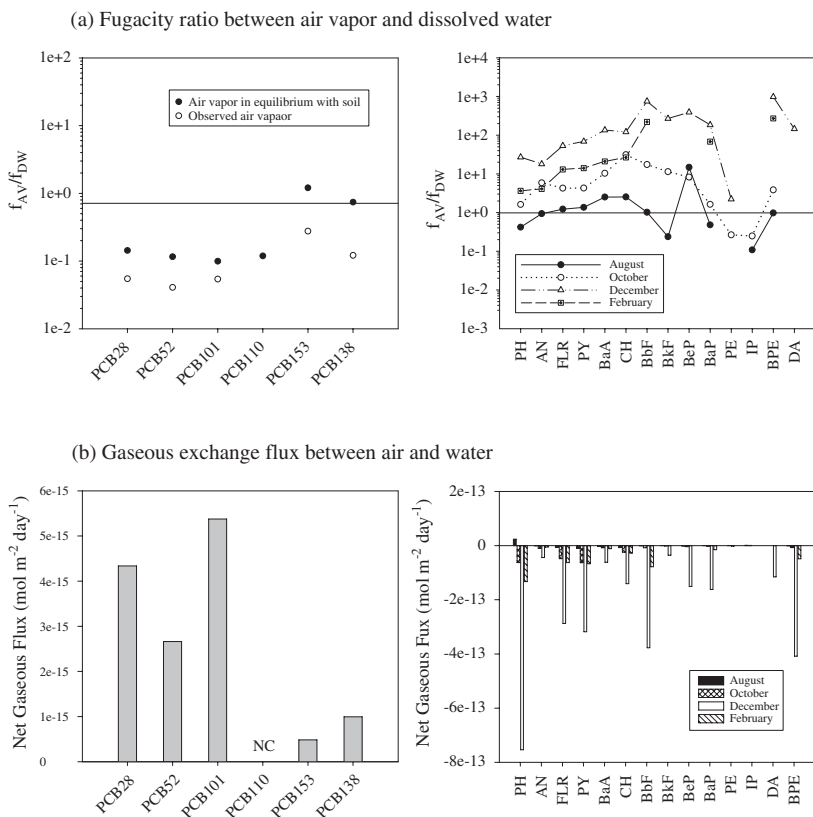 (a) Fugacity ratio between air vapor and dissolved water
f_AV/f_DW
1e+2
1e+1
1e+0
1e-1
1e-2
Air vapor in equilibrium with soil
Observed air vapaor
PCB28
PCB52
PCB101
PCB110
PCB153
PCB138
f_AV/f_DW
1e+4
1e+3
1e+2
1e+1
1e+0
1e-1
1e-2
1e-3
August
October
December
February
PH
AN
FLR
PY
BaA
CH
BbF
BkF
BeP
BaP
PE
IP
BPE
DA
(b) Gaseous exchange flux between air and water
Net Gaseous Flux (mol m⁻² day⁻¹)
6e-15
5e-15
4e-15
3e-15
2e-15
1e-15
0
NC
PCB28
PCB52
PCB101
PCB110
PCB153
PCB138
Net Gaseous Fux (mol m⁻² day⁻¹)
2e-13
0
-2e-13
-4e-13
-6e-13
-8e-13
August
October
December
February
PH
AN
FLR
PY
BaA
CH
BbF
BkF
BeP
BaP
PE
IP
DA
BPE